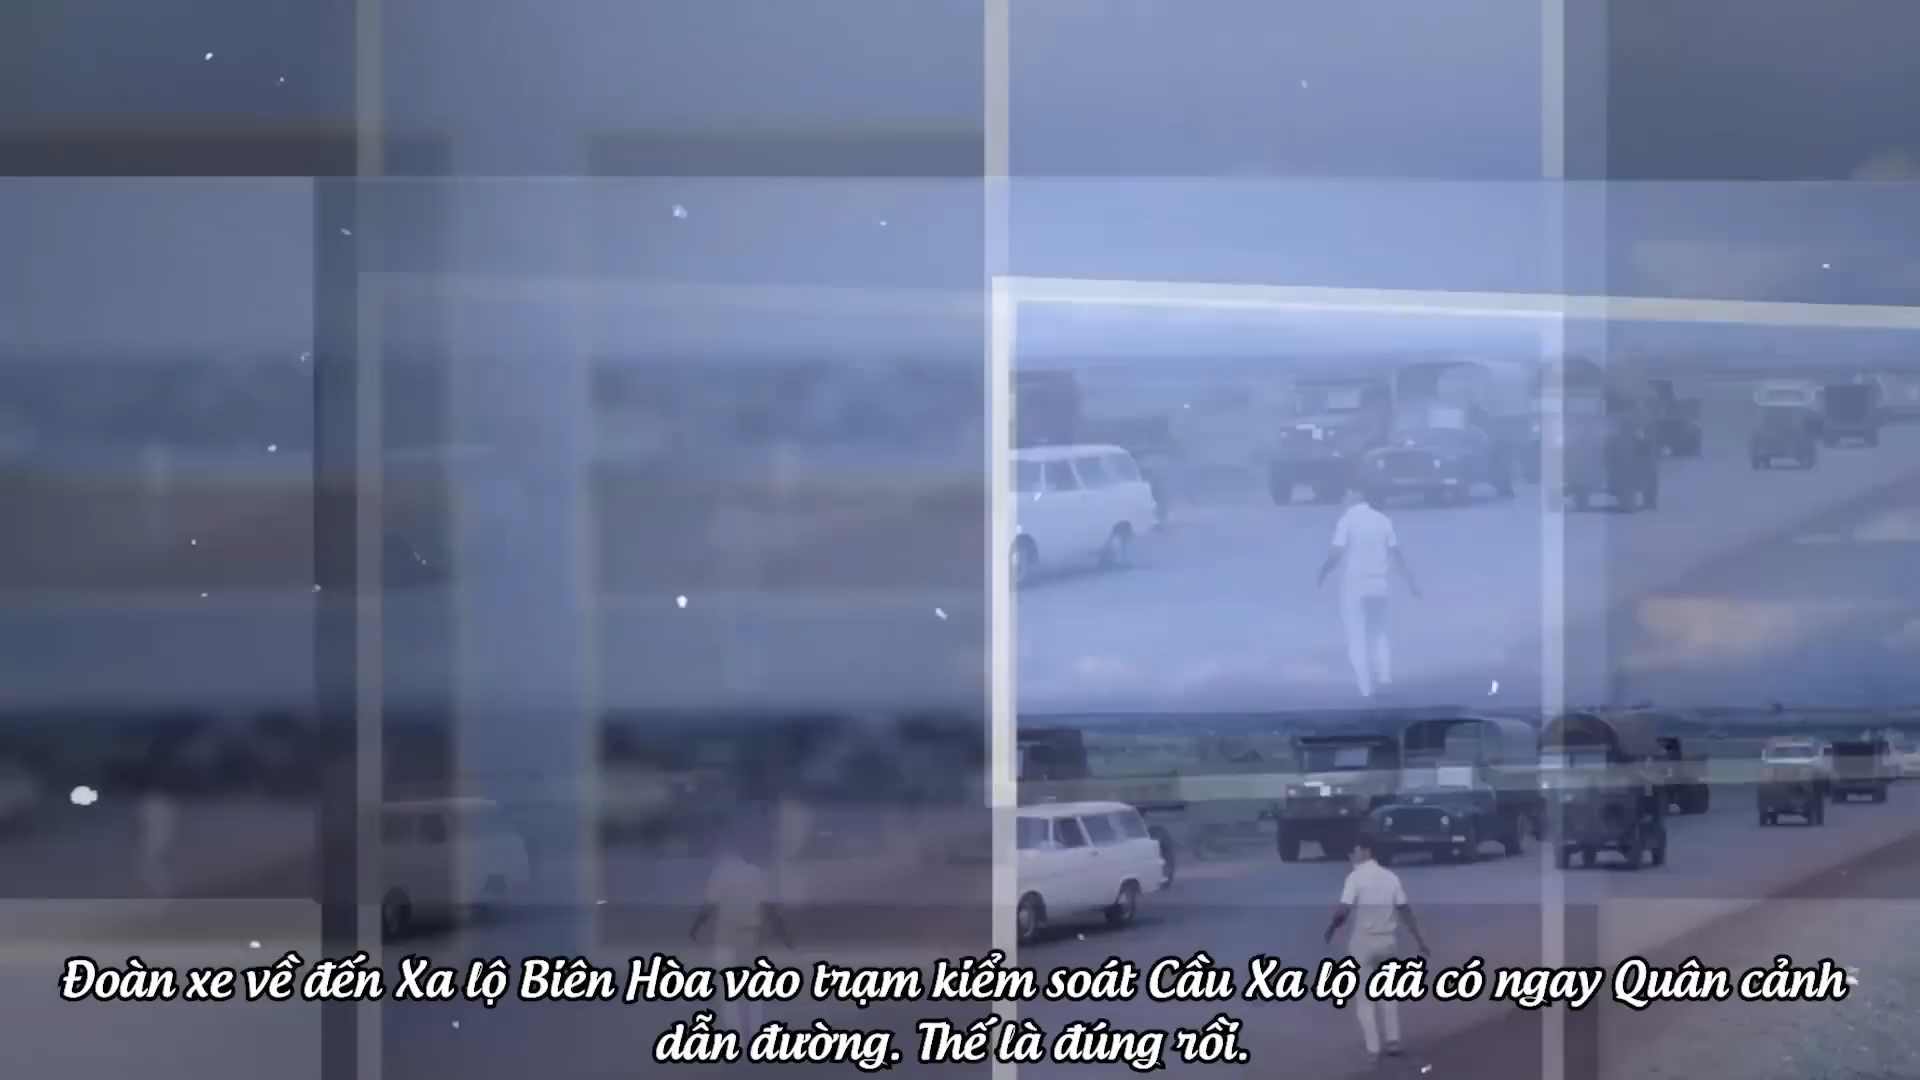 Đoàn xe về đến Xa lộ Biên Hòa vào trạm kiểm soát Cầu Xa lộ đã có ngay Quân cảnh
dẫn đường. Thế là đúng rồi.